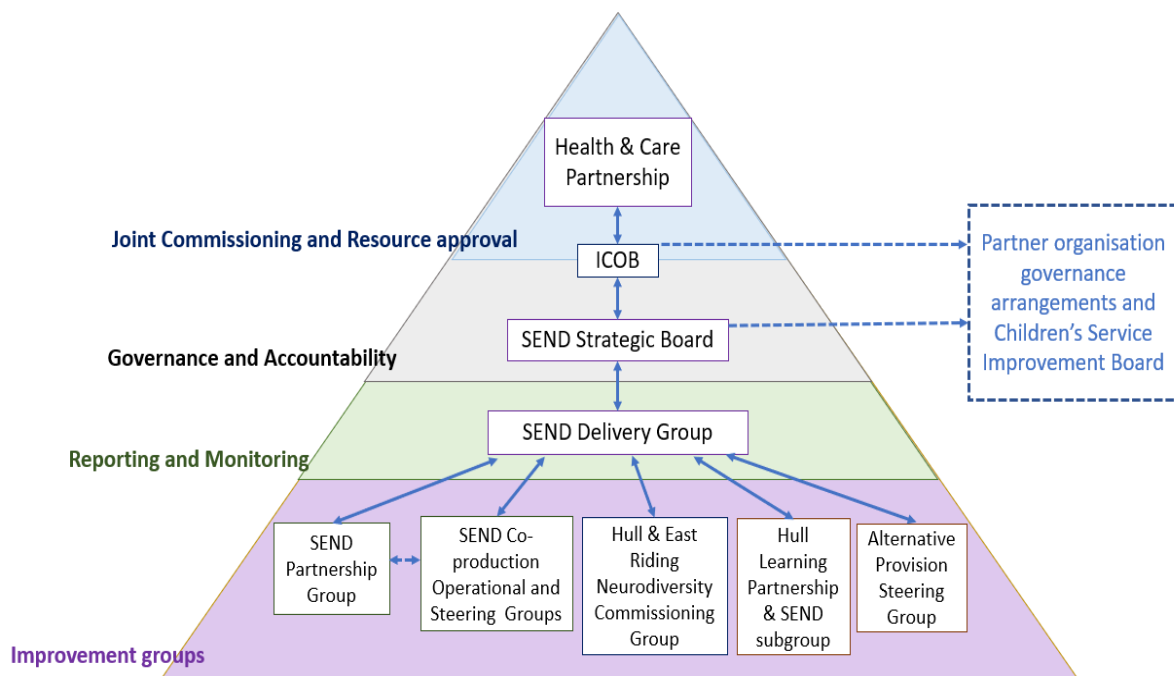 Health & Care
Partnership
Joint Commissioning and Resource approval
ICOB
Partner organisation
governance
arrangements and
Children's Service
Improvement Board
SEND Strategic Board
Governance and Accountability
SEND Delivery Group
Reporting and Monitoring
SEND
Partnership
Group
SEND Co-
production
Operational and
Steering Groups
Hull & East
Riding
Neurodiversity
Commissioning
Group
Hull
Learning
Partnership
& SEND
subgroup
Alternative
Provision
Steering
Group
Improvement groups